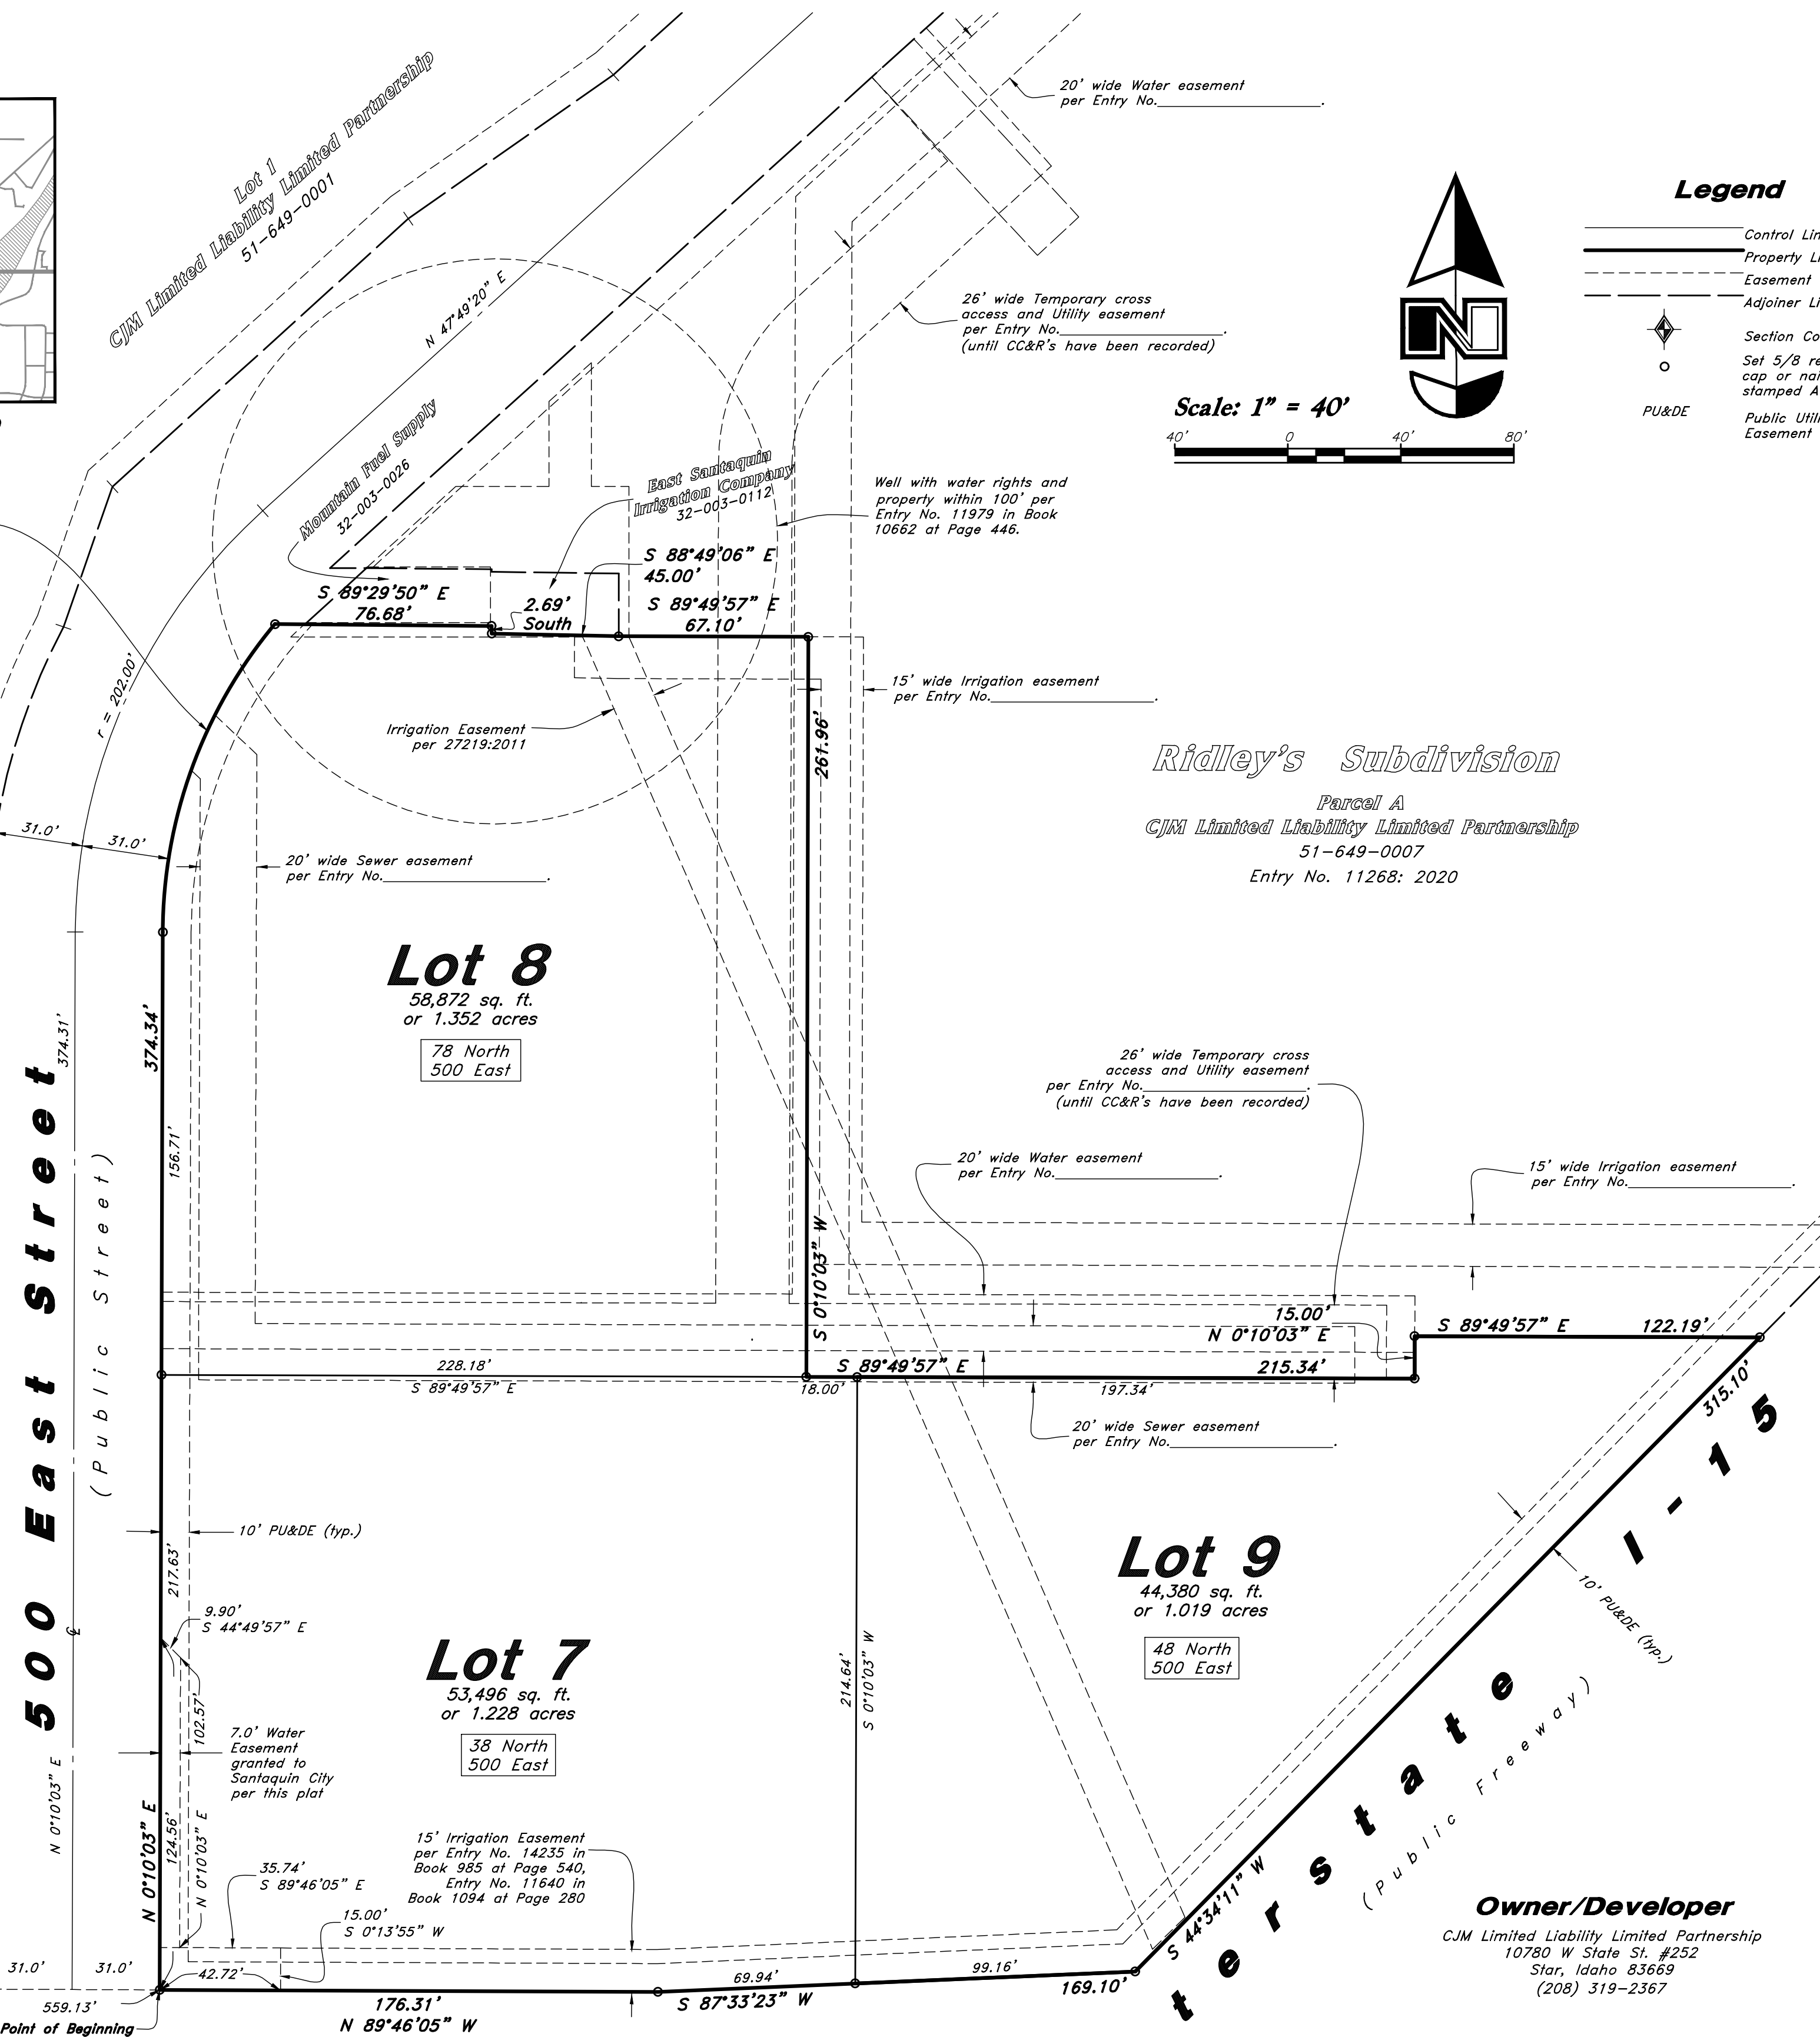 Lot 1
CJM Limited Liability Limited Partnership
51-649-0001
N 47°49'20" E
20' wide Water easement
per Entry No.____________________.
Legend
Control Lin
Property Li
Easement
Adjoiner Li
Section Co
Set 5/8 re
cap or nai
stamped A
PU&DE
Public Utili
Easement
26' wide Temporary cross
access and Utility easement
per Entry No.____________________.
(until CC&R's have been recorded)
Scale: 1" = 40'
40'
0
40'
80'
N
Mountain Fuel Supply
32-003-0026
East Santaquin
Irrigation Company
32-003-0112
Well with water rights and
property within 100' per
Entry No. 11979 in Book
10662 at Page 446.
S 88°49'06" E
45.00'
S 89°29'50" E
76.68'
2.69'
South
S 89°49'57" E
67.10'
r = 202.00'
15' wide Irrigation easement
per Entry No.____________________.
Irrigation Easement
per 27219:2011
261.96'
Ridley's Subdivision
Parcel A
CJM Limited Liability Limited Partnership
51-649-0007
Entry No. 11268: 2020
31.0'
31.0'
20' wide Sewer easement
per Entry No.____________________.
Lot 8
58,872 sq. ft.
or 1.352 acres
78 North
500 East
374.31'
374.34'
156.71'
500 East Street
(Public Street)
26' wide Temporary cross
access and Utility easement
per Entry No.____________________.
(until CC&R's have been recorded)
20' wide Water easement
per Entry No.____________________.
15' wide Irrigation easement
per Entry No.____________________.
S 0°10'03" W
15.00'
N 0°10'03" E
S 89°49'57" E
122.19'
228.18'
S 89°49'57" E
S 89°49'57" E
215.34'
18.00'
197.34'
315.10'
20' wide Sewer easement
per Entry No.____________________.
10' PU&DE (typ.)
217.63'
9.90'
S 44°49'57" E
Lot 9
44,380 sq. ft.
or 1.019 acres
48 North
500 East
10' PU&DE (typ.)
Lot 7
53,496 sq. ft.
or 1.228 acres
38 North
500 East
214.64'
S 0°10'03" W
102.57'
7.0' Water
Easement
granted to
Santaquin City
per this plat
N 0°10'03" E
N 0°10'03" E
124.56'
N 0°10'03" E
15' Irrigation Easement
per Entry No. 14235 in
Book 985 at Page 540,
Entry No. 11640 in
Book 1094 at Page 280
35.74'
S 89°46'05" E
15.00'
S 0°13'55" W
terstate I-15
(Public Freeway)
S 44°34'11" W
Owner/Developer
CJM Limited Liability Limited Partnership
10780 W State St. #252
Star, Idaho 83669
(208) 319-2367
31.0'
31.0'
42.72'
69.94'
99.16'
169.10'
559.13'
176.31'
S 87°33'23" W
Point of Beginning
N 89°46'05" W